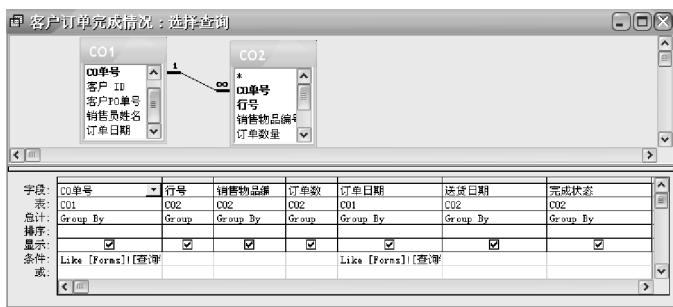 客户订单完成情况：选择查询
CO1
CO单号
客户 ID
客户PO单号
销售员姓名
订单日期
1
∞
CO2
*
CO单号
行号
销售物品编号
订单数量
字段: CO单号 行号 销售物品编 订单数 订单日期 送货日期 完成状态
表: CO1 CO2 CO2 CO2 CO1 CO2 CO2
总计: Group By Group Group By Group Group By Group By Group By
排序:
显示:
条件: Like [Forms]![查询 Like [Forms]![查询
或: